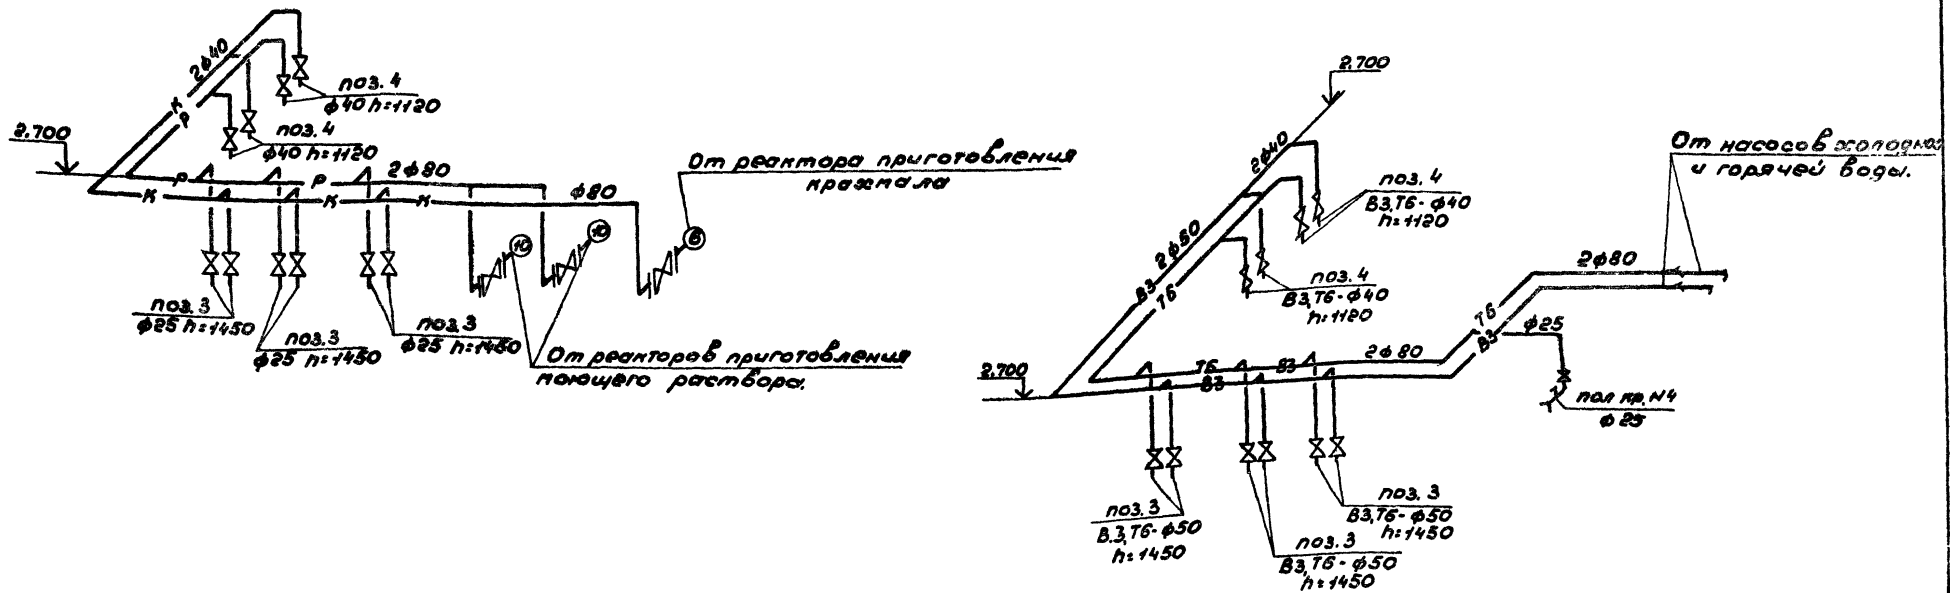 2ф40
К
Р
поз. 4
ф40 h=1120
поз. 4
ф40 h=1120
2.700
Р
Р
2ф80
К
К
К
ф80
От реактора приготовления
крахмала
10
10
6
поз. 3
ф25 h=1450
поз. 3
ф25 h=1450
поз. 3
ф25 h=1450
От реакторов приготовления
моющего раствора.
2.700
2ф40
2ф50
В3
Т6
поз. 4
В3,Т6-ф40
h=1120
поз. 4
В3,Т6-ф40
h=1120
От насосов холодной
и горячей воды.
2ф80
Т6
В3
ф25
2.700
Т6
В3
В3
2ф80
пол кр. N4
ф25
поз. 3
В.3,Т6-ф50
h=1450
поз. 3
В3,Т6-ф50
h=1450
поз. 3
В3,Т6-ф50
h=1450